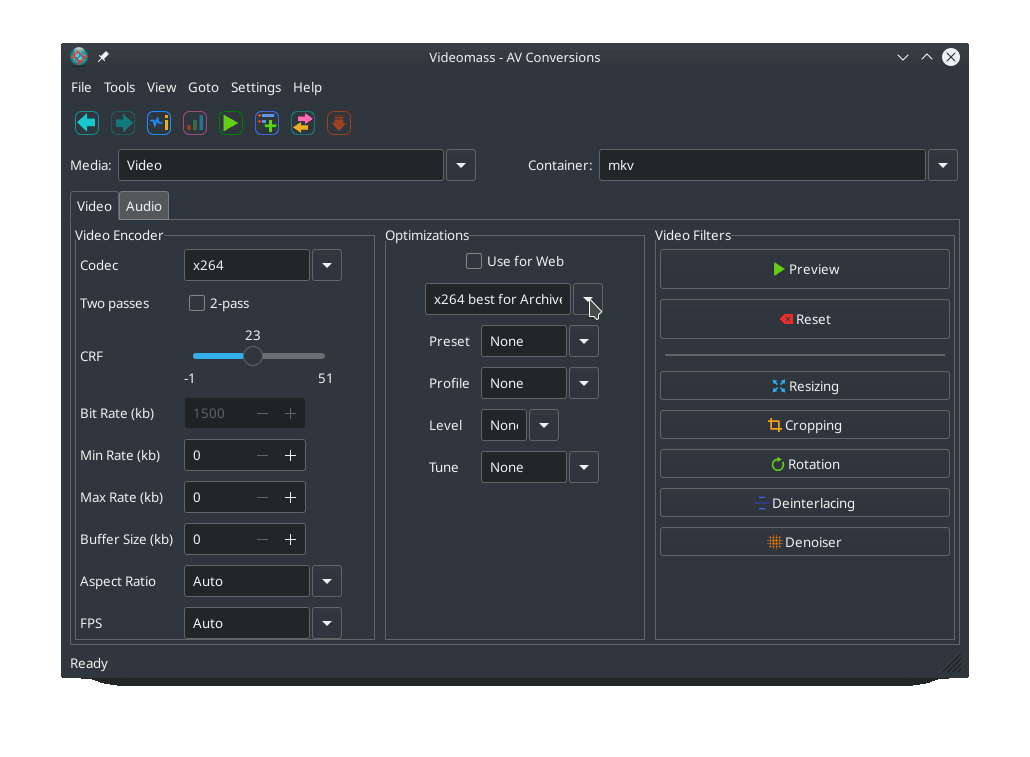 Videomass - AV Conversions
File Tools View Goto Settings Help
Media: Video Container: mkv
Video Audio
Video Encoder
Codec x264
Two passes 2-pass
23
CRF
-1 51
Bit Rate (kb) 1500
Min Rate (kb) 0
Max Rate (kb) 0
Buffer Size (kb) 0
Aspect Ratio Auto
FPS Auto
Optimizations
Use for Web
x264 best for Archive
Preset None
Profile None
Level None
Tune None
Video Filters
Preview
Reset
Resizing
Cropping
Rotation
Deinterlacing
Denoiser
Ready